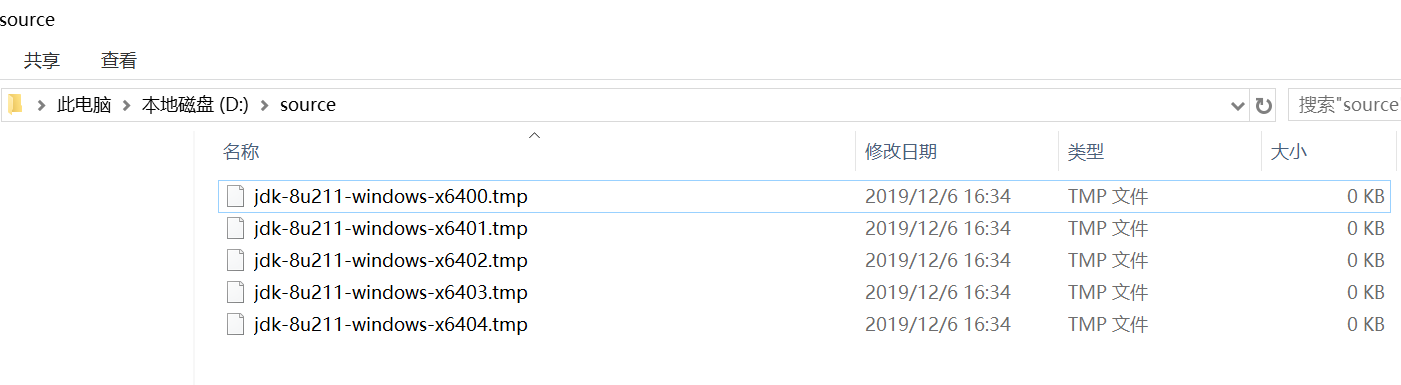 source
共享 查看
此电脑 本地磁盘 (D:) source 搜索"source
名称 修改日期 类型 大小
jdk-8u211-windows-x6400.tmp 2019/12/6 16:34 TMP 文件 0 KB
jdk-8u211-windows-x6401.tmp 2019/12/6 16:34 TMP 文件 0 KB
jdk-8u211-windows-x6402.tmp 2019/12/6 16:34 TMP 文件 0 KB
jdk-8u211-windows-x6403.tmp 2019/12/6 16:34 TMP 文件 0 KB
jdk-8u211-windows-x6404.tmp 2019/12/6 16:34 TMP 文件 0 KB